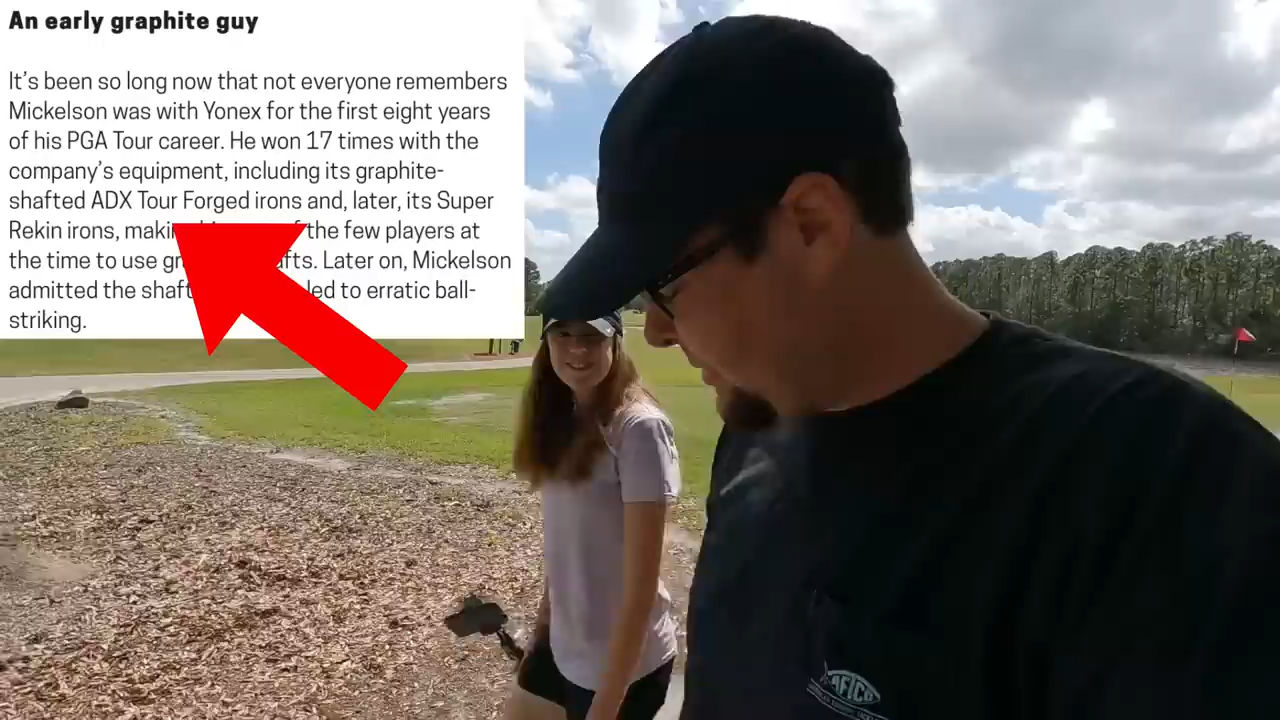 An early graphite guy
It's been so long now that not everyone remembers
Mickelson was with Yonex for the first eight years
of his PGA Tour career. He won 17 times with the
company's equipment, including its graphite-
shafted ADX Tour Forged irons and, later, its Super
Rekin irons, the few players at
the time to use Later on, Mickelson
admitted the led to erratic ball-
striking.
AFTCO